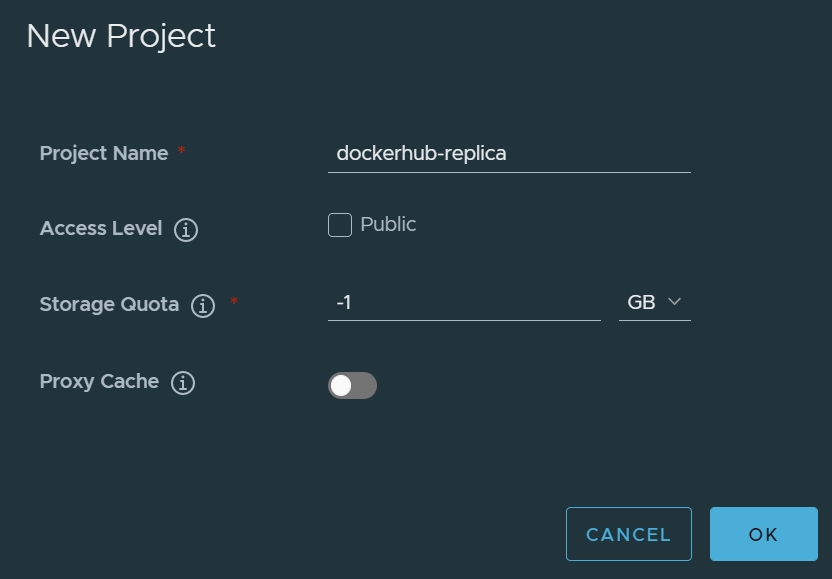 New Project
Project Name *
dockerhub-replica
Access Level
Public
Storage Quota *
-1
GB
Proxy Cache
CANCEL
OK